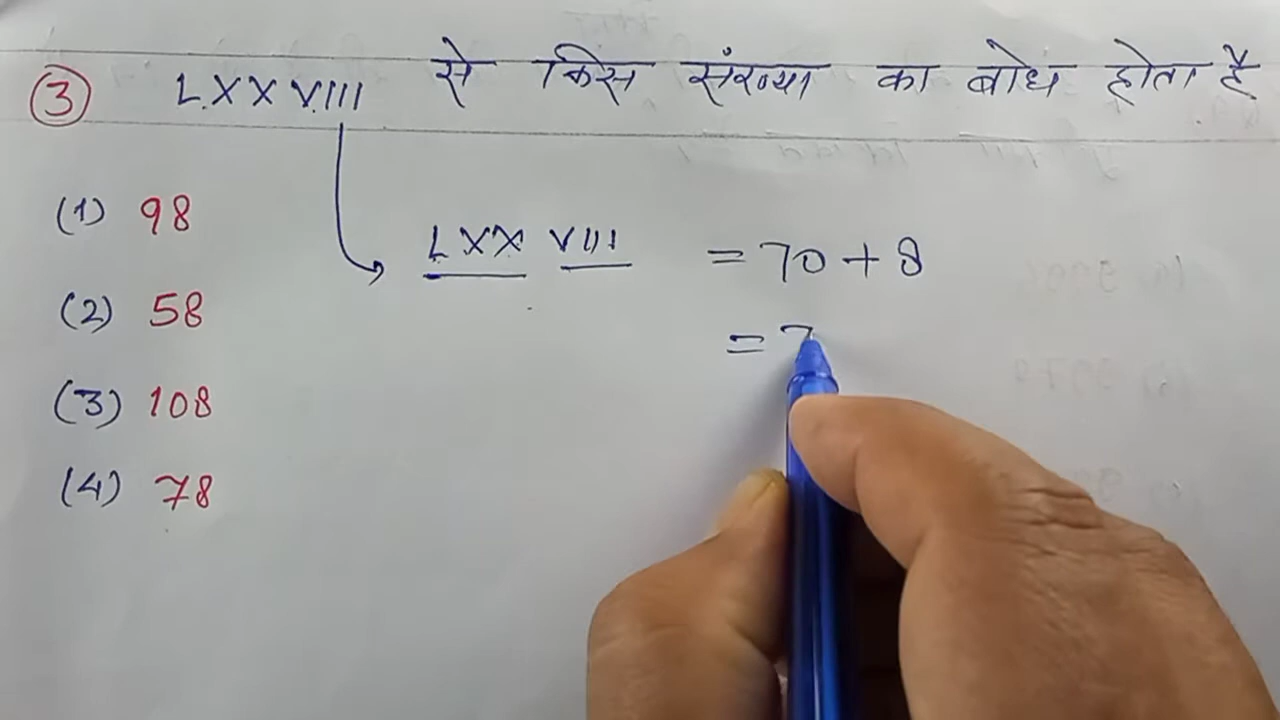 (3) LXXVIII से किस संख्या का बोध होता है
(1) 98
(2) 58
(3) 108
(4) 78
LXX VIII = 70 + 8
= 7